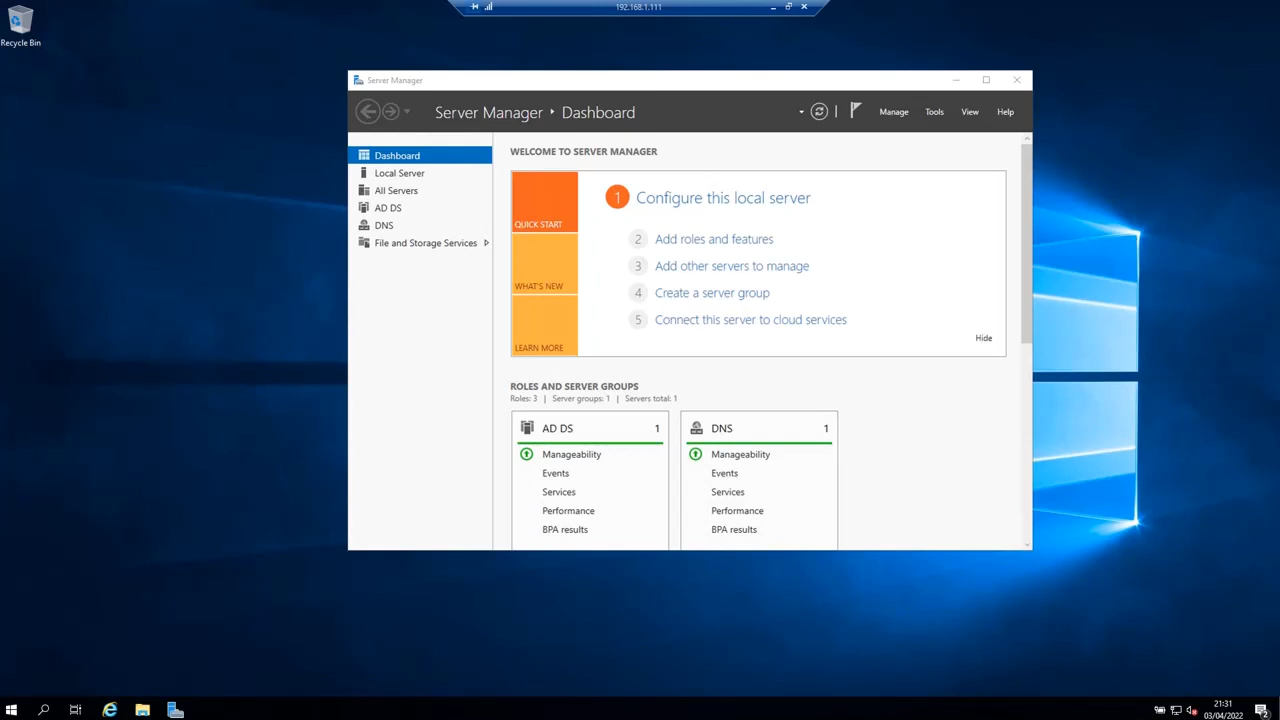 192.168.1.111
Recycle Bin
Server Manager
Server Manager ‣ Dashboard
Manage Tools View Help
Dashboard
Local Server
All Servers
AD DS
DNS
File and Storage Services
WELCOME TO SERVER MANAGER
QUICK START
WHAT'S NEW
LEARN MORE
1 Configure this local server
2 Add roles and features
3 Add other servers to manage
4 Create a server group
5 Connect this server to cloud services
Hide
ROLES AND SERVER GROUPS
Roles: 3 | Server groups: 1 | Servers total: 1
AD DS 1
Manageability
Events
Services
Performance
BPA results
DNS 1
Manageability
Events
Services
Performance
BPA results
21:31
03/04/2022
2